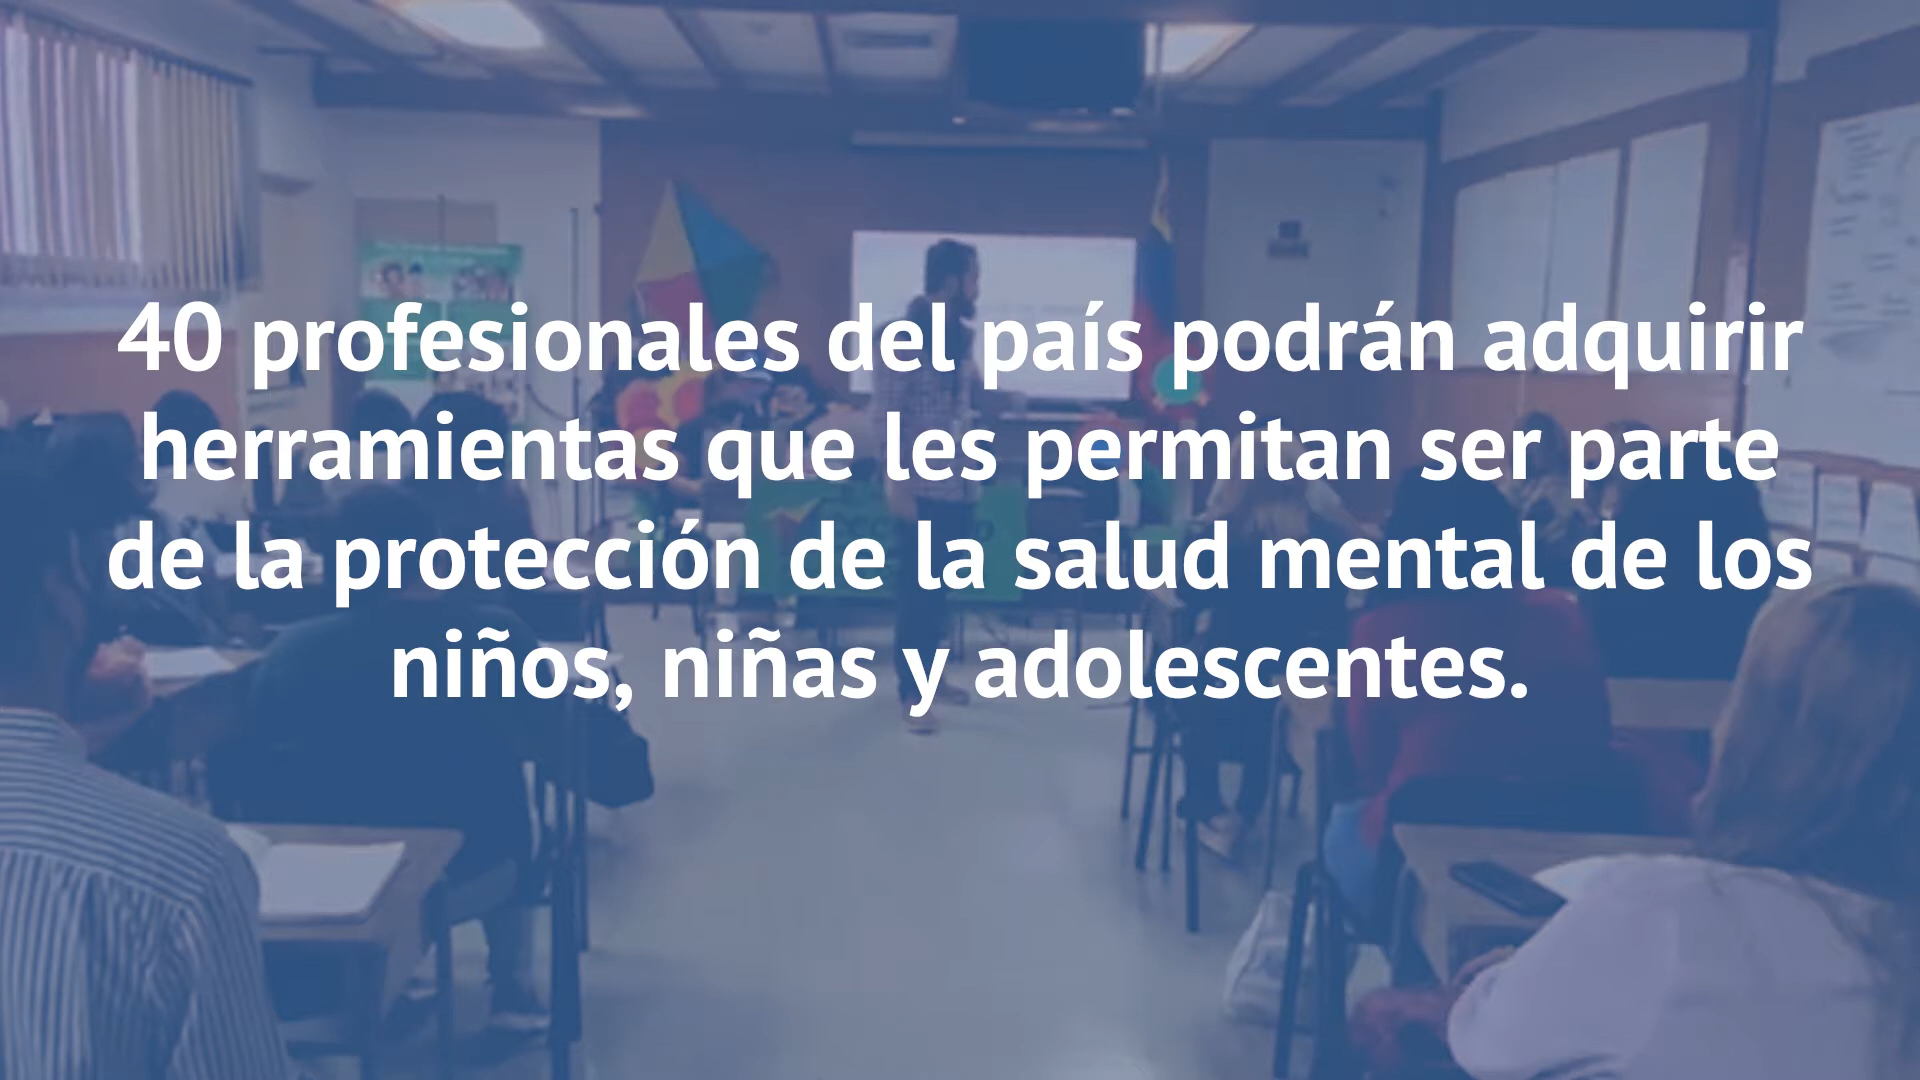 40 profesionales del país podrán adquirir
herramientas que les permitan ser parte
de la protección de la salud mental de los
niños, niñas y adolescentes.